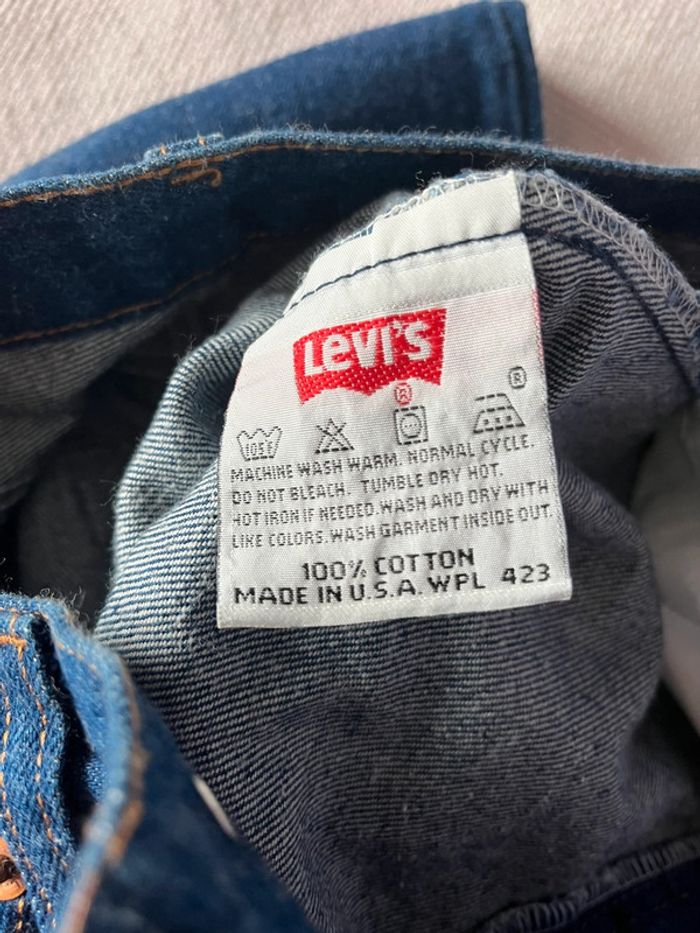 Levi's
®
®
105F
MACHINE WASH WARM. NORMAL CYCLE.
DO NOT BLEACH. TUMBLE DRY HOT.
HOT IRON IF NEEDED. WASH AND DRY WITH
LIKE COLORS. WASH GARMENT INSIDE OUT.
100% COTTON
MADE IN U.S.A. WPL 423